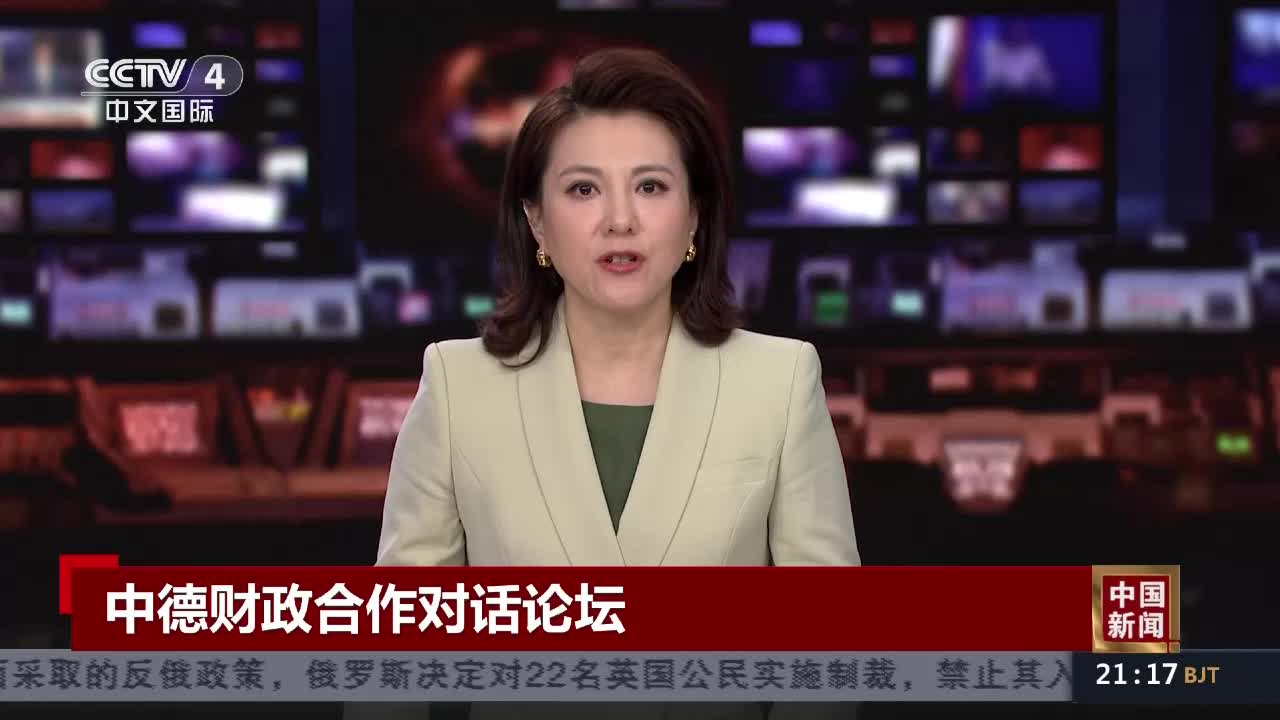 CCTV 4
中文国际
中德财政合作对话论坛
中国
新闻
采取的反俄政策，俄罗斯决定对22名英国公民实施制裁，禁止其入
21:17 BJT